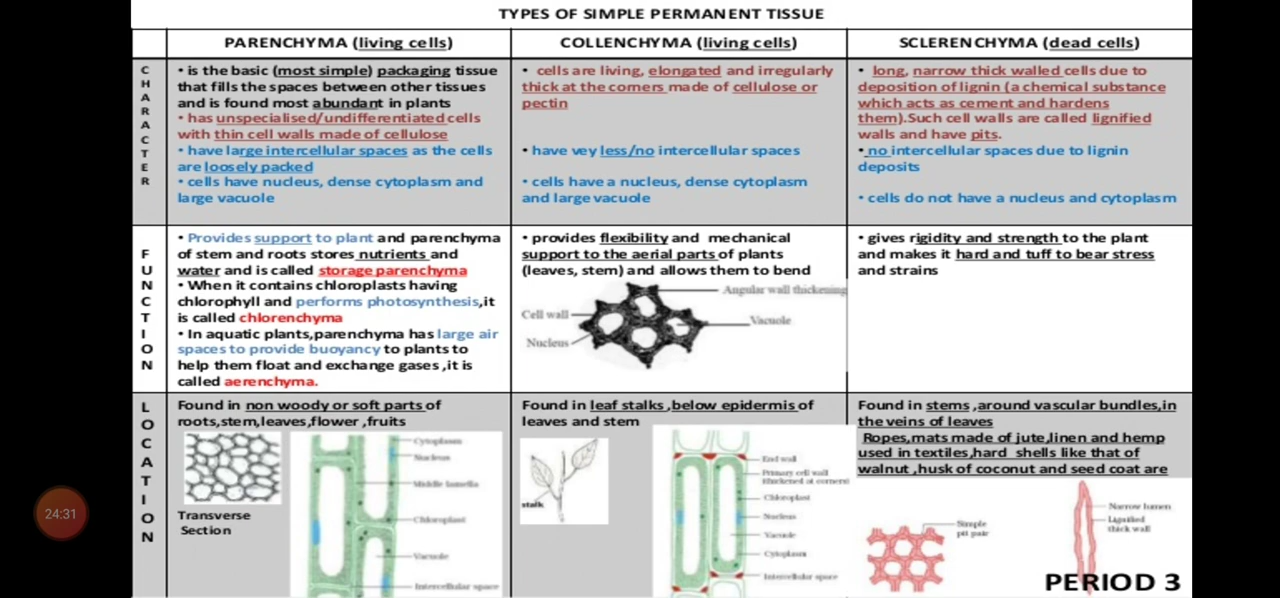 TYPES OF SIMPLE PERMANENT TISSUE
PARENCHYMA (living cells)
COLLENCHYMA (living cells)
SCLERENCHYMA (dead cells)
CHARACTER
• is the basic (most simple) packaging tissue
that fills the spaces between other tissues
and is found most abundant in plants
• has unspecialised/undifferentiated cells
with thin cell walls made of cellulose
• have large intercellular spaces as the cells
are loosely packed
• cells have nucleus, dense cytoplasm and
large vacuole
• cells are living, elongated and irregularly
thick at the corners made of cellulose or
pectin
• have vey less/no intercellular spaces
• cells have a nucleus, dense cytoplasm
and large vacuole
• long, narrow thick walled cells due to
deposition of lignin (a chemical substance
which acts as cement and hardens
them).Such cell walls are called lignified
walls and have pits.
• no intercellular spaces due to lignin
deposits
• cells do not have a nucleus and cytoplasm
FUNCTION
• Provides support to plant and parenchyma
of stem and roots stores nutrients and
water and is called storage parenchyma
• When it contains chloroplasts having
chlorophyll and performs photosynthesis,it
is called chlorenchyma
• In aquatic plants,parenchyma has large air
spaces to provide buoyancy to plants to
help them float and exchange gases ,it is
called aerenchyma.
• provides flexibility and mechanical
support to the aerial parts of plants
(leaves, stem) and allows them to bend
Angular wall thickening
Cell wall
Vacuole
Nucleus
• gives rigidity and strength to the plant
and makes it hard and tuff to bear stress
and strains
LOCATION
Found in non woody or soft parts of
roots,stem,leaves,flower ,fruits
Transverse
Section
Cytoplasm
Nucleus
Middle lamella
Chloroplast
Vacuole
Intercellular space
Found in leaf stalks ,below epidermis of
leaves and stem
stalk
End wall
Primary cell wall
(thickened at corners)
Chloroplast
Nucleus
Vacuole
Cytoplasm
Intercellular space
Found in stems ,around vascular bundles,in
the veins of leaves
Ropes,mats made of jute,linen and hemp
used in textiles,hard shells like that of
walnut ,husk of coconut and seed coat are
Simple
pit pair
Narrow lumen
Lignified
thick wall
PERIOD 3
24:31